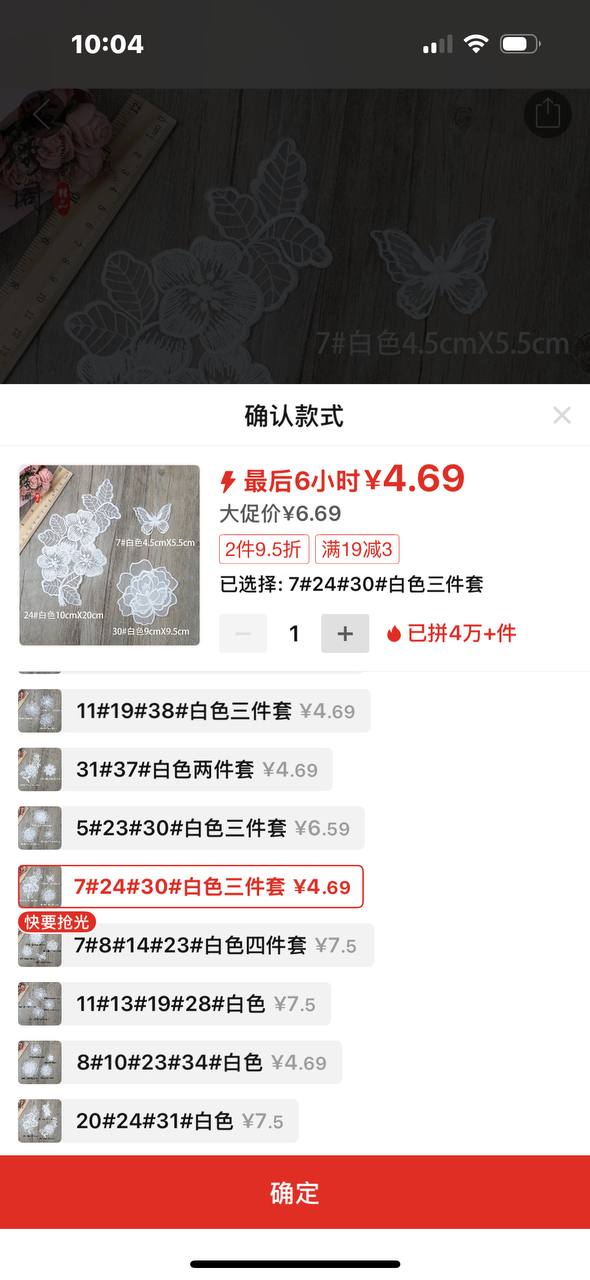 10:04
7#白色4.5cmX5.5cm
确认款式
最后6小时¥4.69
大促价¥6.69
2件9.5折 满19减3
已选择: 7#24#30#白色三件套
1 已拼4万+件
7#白色4.5cmX5.5cm
24#白色10cmX20cm
30#白色9cmX9.5cm
11#19#38#白色三件套 ¥4.69
31#37#白色两件套 ¥4.69
5#23#30#白色三件套 ¥6.59
7#24#30#白色三件套 ¥4.69
快要抢光
7#8#14#23#白色四件套 ¥7.5
11#13#19#28#白色 ¥7.5
8#10#23#34#白色 ¥4.69
20#24#31#白色 ¥7.5
确定